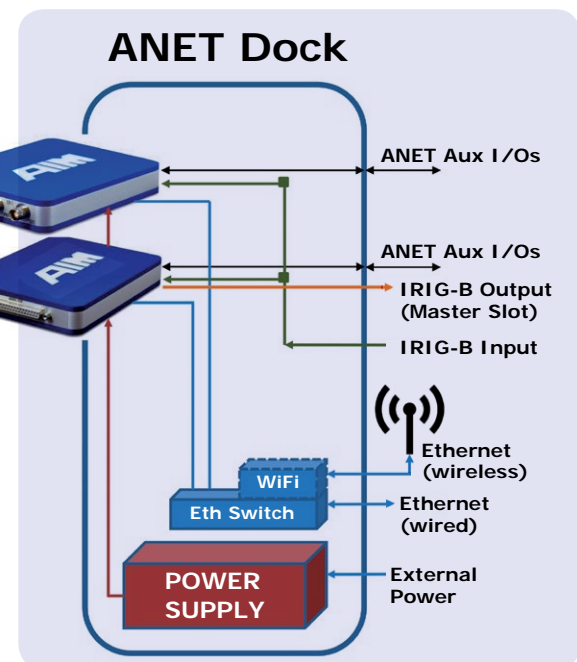 ANET Dock
AIM
ANET Aux I/Os
AIM
ANET Aux I/Os
IRIG-B Output
(Master Slot)
IRIG-B Input
Ethernet
(wireless)
WiFi
Eth Switch
Ethernet
(wired)
POWER
SUPPLY
External
Power